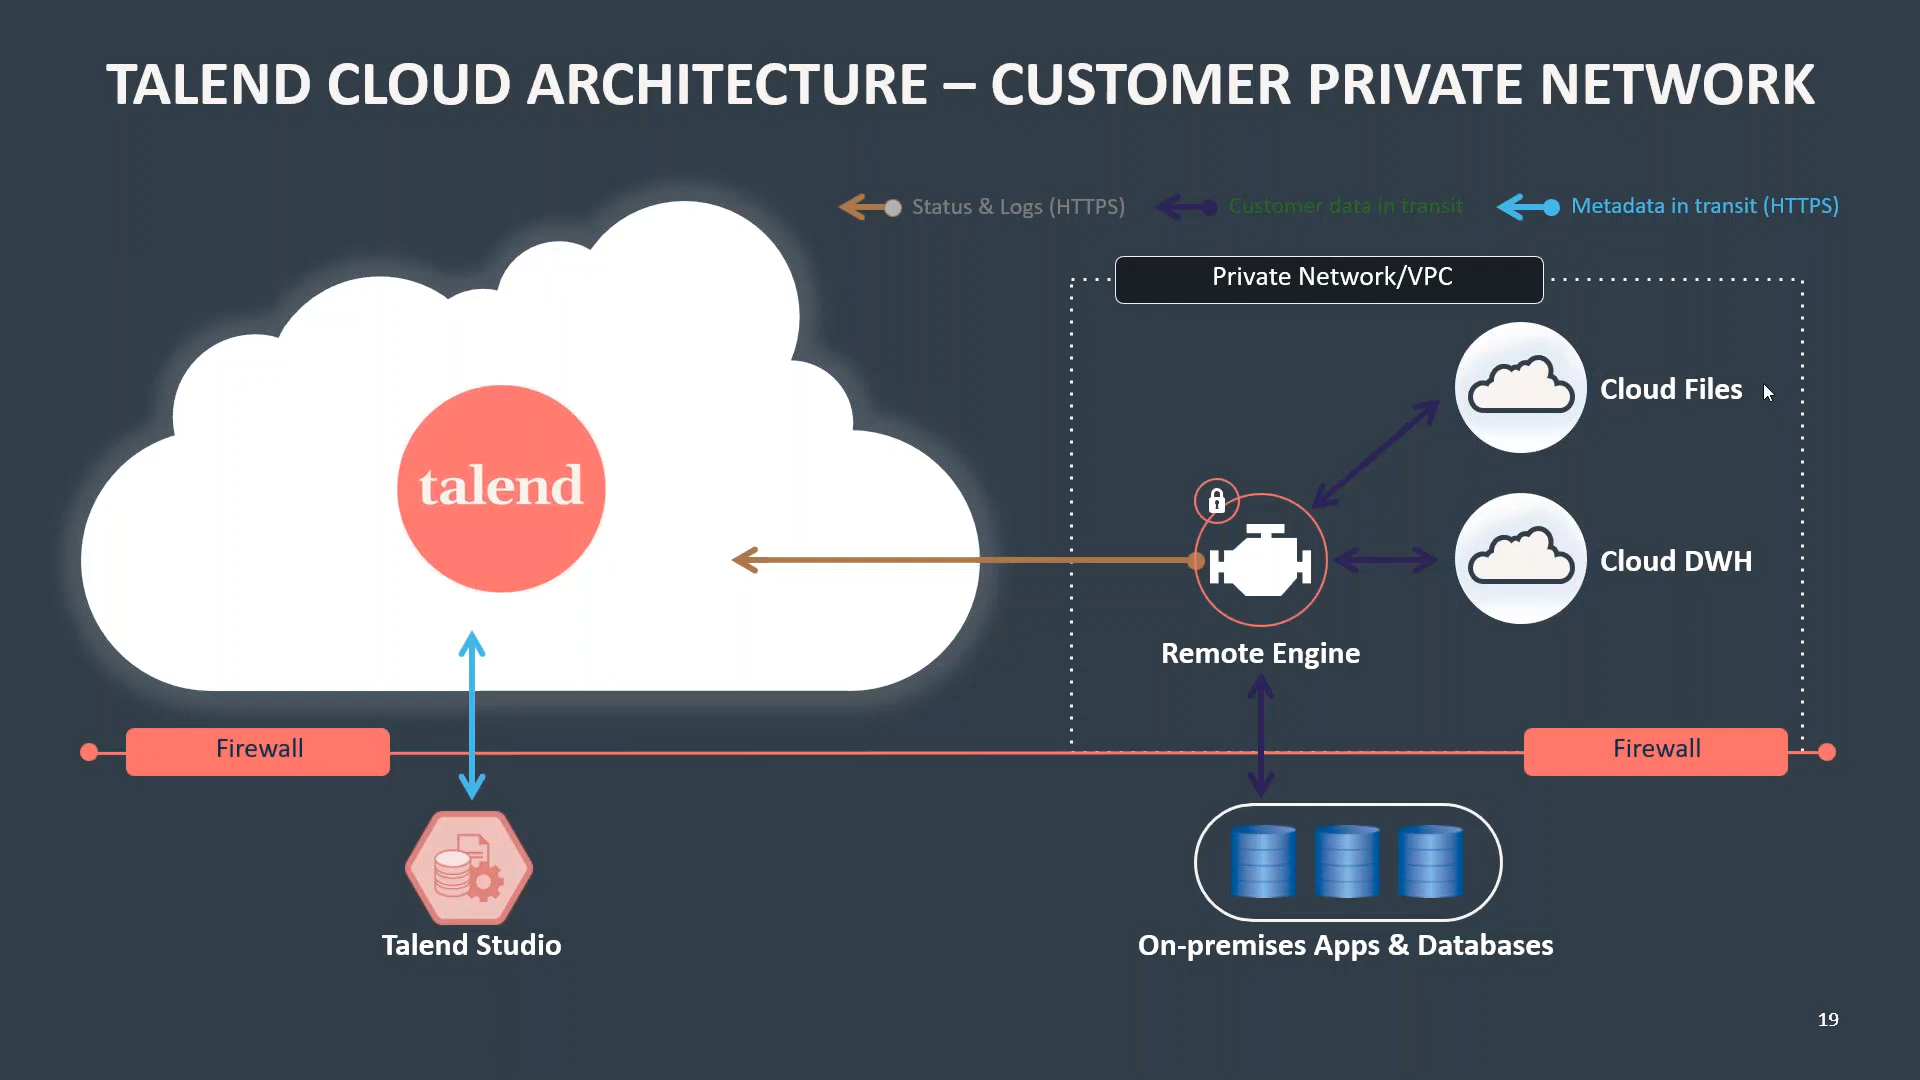 TALEND CLOUD ARCHITECTURE – CUSTOMER PRIVATE NETWORK
Status & Logs (HTTPS)
Customer data in transit
Metadata in transit (HTTPS)
Private Network/VPC
Cloud Files
talend
Cloud DWH
Remote Engine
Firewall
Firewall
Talend Studio
On-premises Apps & Databases
19